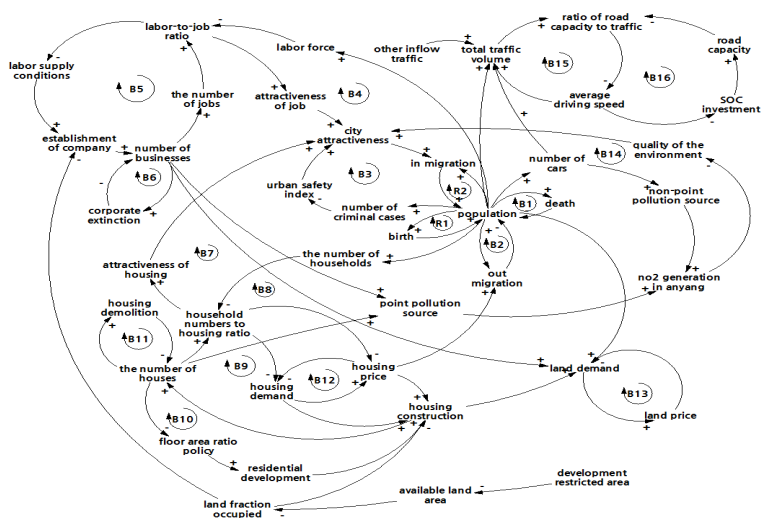 labor-to-job
ratio
labor supply
conditions
B5
the number
of jobs
labor force
attractiveness
of job
B4
other inflow
traffic
total traffic
volume
ratio of road
capacity to traffic
road
capacity
B15
B16
average
driving speed
SOC
investment
establishment
of company
number of
businesses
B6
corporate
extinction
city
attractiveness
B3
in migration
urban safety
index
R2
number of
criminal cases
birth
R1
population
B1
death
B2
number of
cars
B14
quality of the
environment
non-point
pollution source
no2 generation
in anyang
attractiveness of
housing
B7
the number of
households
out
migration
housing
demolition
B11
household
numbers to
housing ratio
B8
point pollution
source
the number of
houses
B9
housing
demand
B12
housing
price
land demand
B13
land price
B10
floor area ratio
policy
housing
construction
residential
development
land fraction
occupied
available land
area
development
restricted area